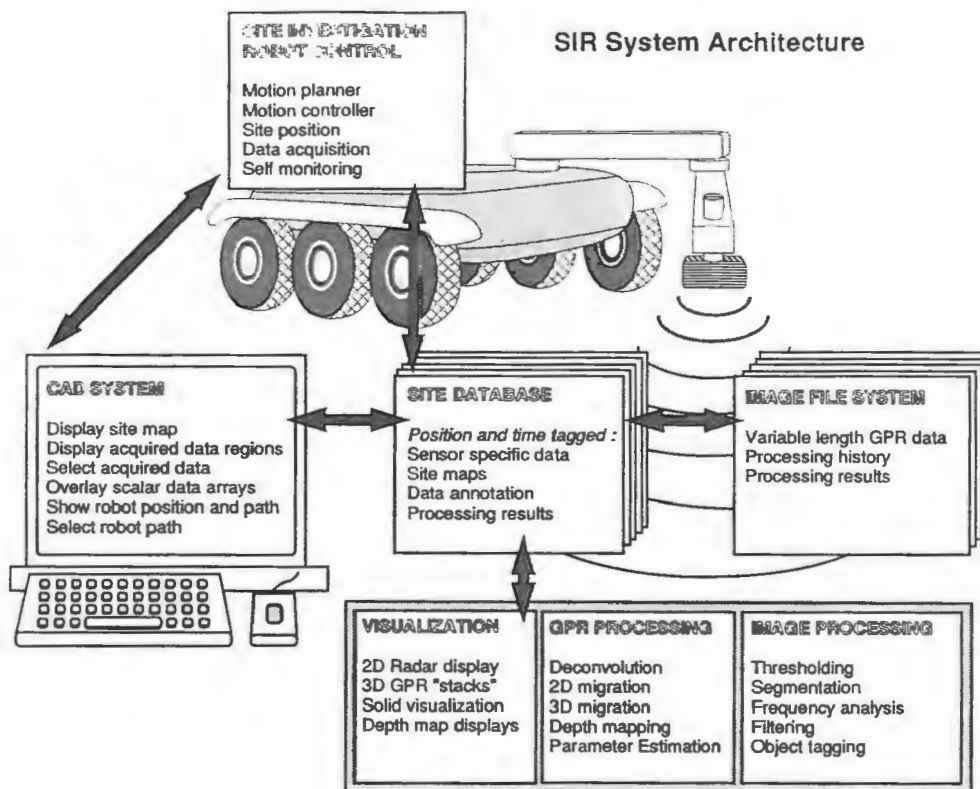 SIR System Architecture
SITE INVESTIGATION
ROBOT CONTROL
Motion planner
Motion controller
Site position
Data acquisition
Self monitoring
CAD SYSTEM
Display site map
Display acquired data regions
Select acquired data
Overlay scalar data arrays
Show robot position and path
Select robot path
SITE DATABASE
Position and time tagged :
Sensor specific data
Site maps
Data annotation
Processing results
IMAGE FILE SYSTEM
Variable length GPR data
Processing history
Processing results
VISUALIZATION
2D Radar display
3D GPR "stacks"
Solid visualization
Depth map displays
GPR PROCESSING
Deconvolution
2D migration
3D migration
Depth mapping
Parameter Estimation
IMAGE PROCESSING
Thresholding
Segmentation
Frequency analysis
Filtering
Object tagging